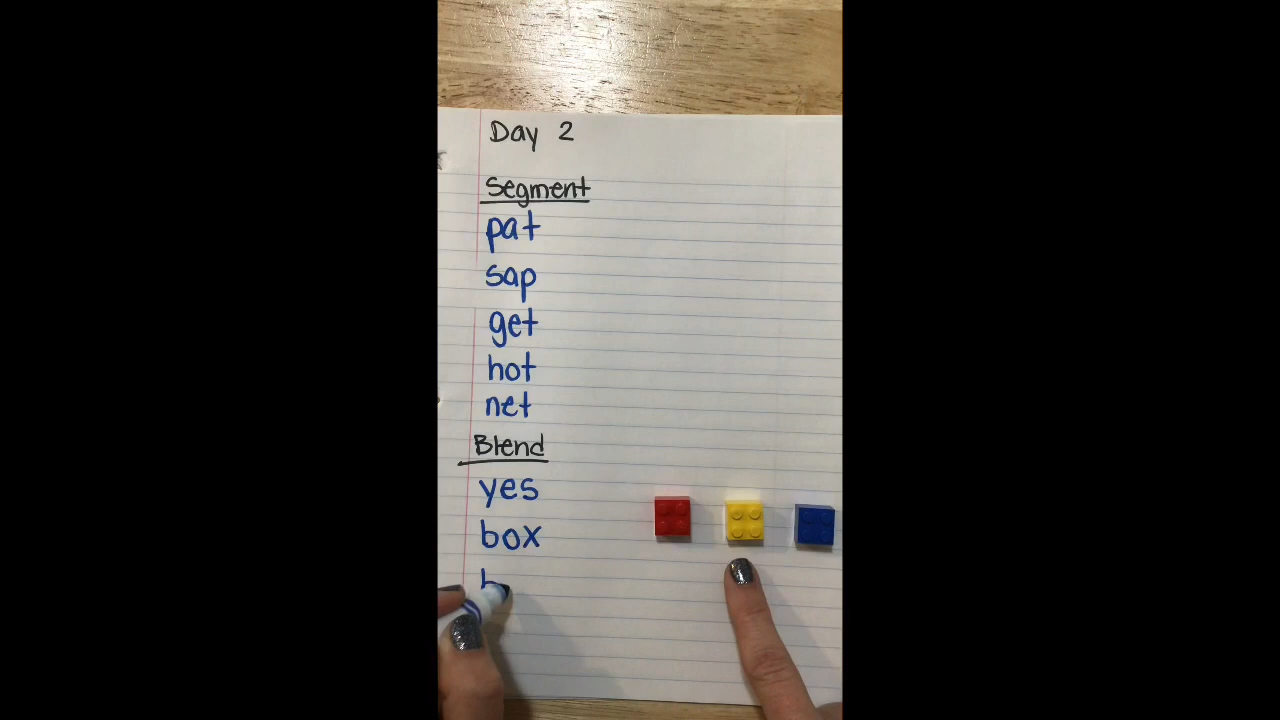 Day 2
Segment
pat
sap
get
hot
net
Blend
yes
box